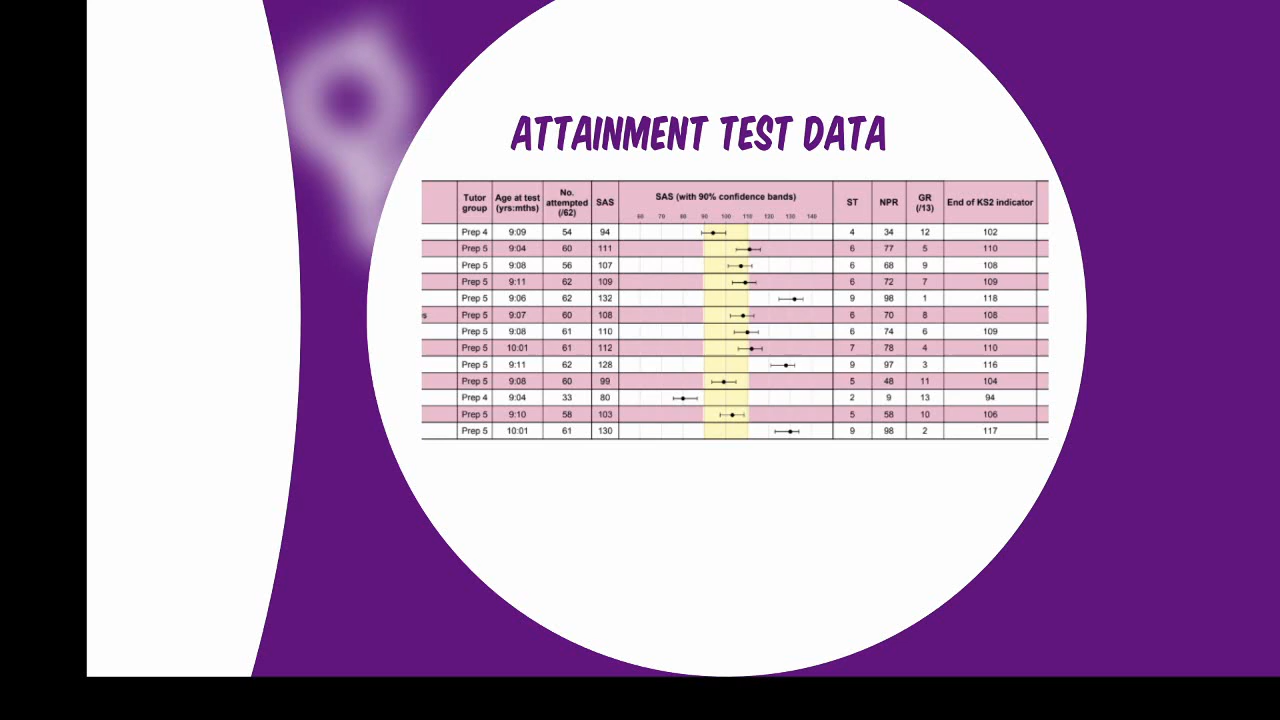 ATTAINMENT TEST DATA
Tutor group Age at test (yrs:mths) No. attempted (/62) SAS SAS (with 90% confidence bands) ST NPR GR (/13) End of KS2 indicator
60 70 80 90 100 110 120 130 140
Prep 4 9:09 54 94 4 34 12 102
Prep 5 9:04 60 111 6 77 5 110
Prep 5 9:08 56 107 6 68 9 108
Prep 5 9:11 62 109 6 72 7 109
Prep 5 9:06 62 132 9 98 1 118
s Prep 5 9:07 60 108 6 70 8 108
Prep 5 9:08 61 110 6 74 6 109
Prep 5 10:01 61 112 7 78 4 110
Prep 5 9:11 62 128 9 97 3 116
Prep 5 9:08 60 99 5 48 11 104
Prep 4 9:04 33 80 2 9 13 94
Prep 5 9:10 58 103 5 58 10 106
Prep 5 10:01 61 130 9 98 2 117